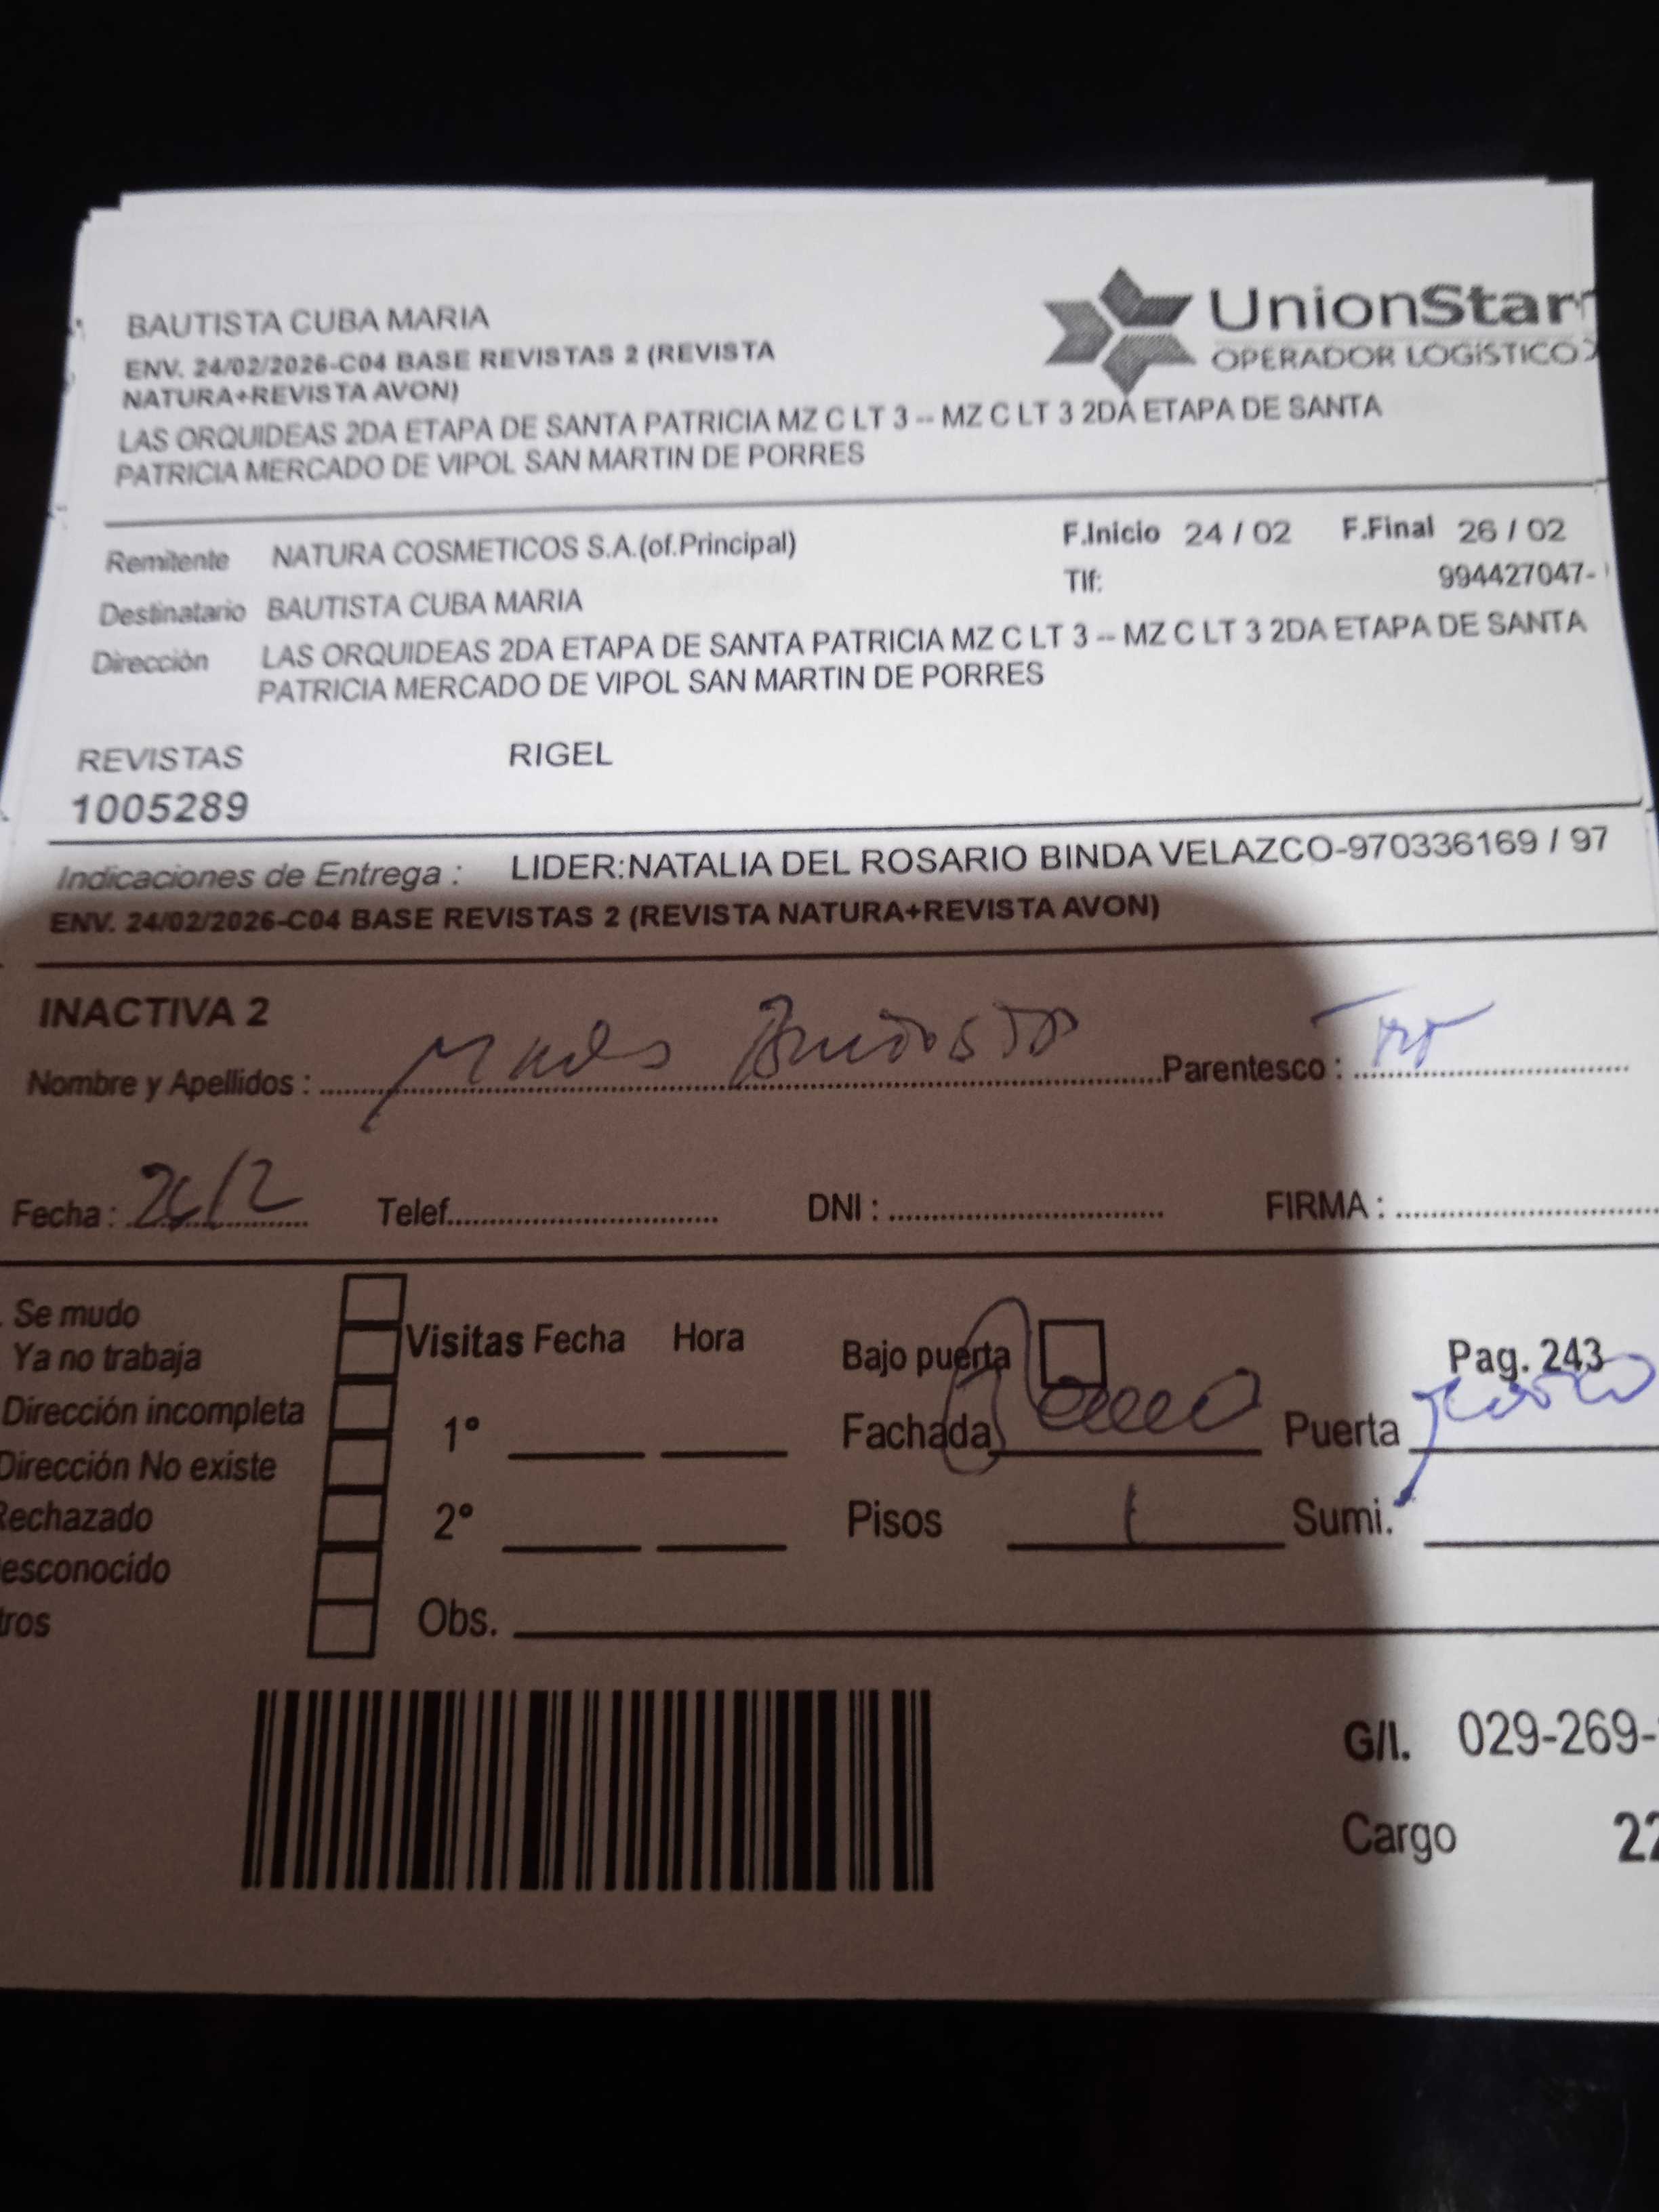 BAUTISTA CUBA MARIA
ENV. 24/02/2026-C04 BASE REVISTAS 2 (REVISTA
NATURA+REVISTA AVON)
LAS ORQUIDEAS 2DA ETAPA DE SANTA PATRICIA MZ C LT 3 -- MZ C LT 3 2DA ETAPA DE SANTA
PATRICIA MERCADO DE VIPOL SAN MARTIN DE PORRES
UnionStar
OPERADOR LOGÍSTICO
Remitente NATURA COSMETICOS S.A.(of.Principal) F.Inicio 24 / 02 F.Final 26 / 02
Destinatario BAUTISTA CUBA MARIA Tlf: 994427047-
Dirección LAS ORQUIDEAS 2DA ETAPA DE SANTA PATRICIA MZ C LT 3 -- MZ C LT 3 2DA ETAPA DE SANTA
PATRICIA MERCADO DE VIPOL SAN MARTIN DE PORRES
REVISTAS RIGEL
1005289
Indicaciones de Entrega : LIDER:NATALIA DEL ROSARIO BINDA VELAZCO-970336169 / 97
ENV. 24/02/2026-C04 BASE REVISTAS 2 (REVISTA NATURA+REVISTA AVON)
INACTIVA 2
Nombre y Apellidos : Parentesco :
Fecha : 26/2 Telef. DNI : FIRMA :
Se mudo
Ya no trabaja
Dirección incompleta
Dirección No existe
Rechazado
esconocido
tros
Visitas Fecha Hora
1°
2°
Obs.
Bajo puerta Pag. 243
Fachada Puerta
Pisos 1 Sumi.
G/I. 029-269-
Cargo 22